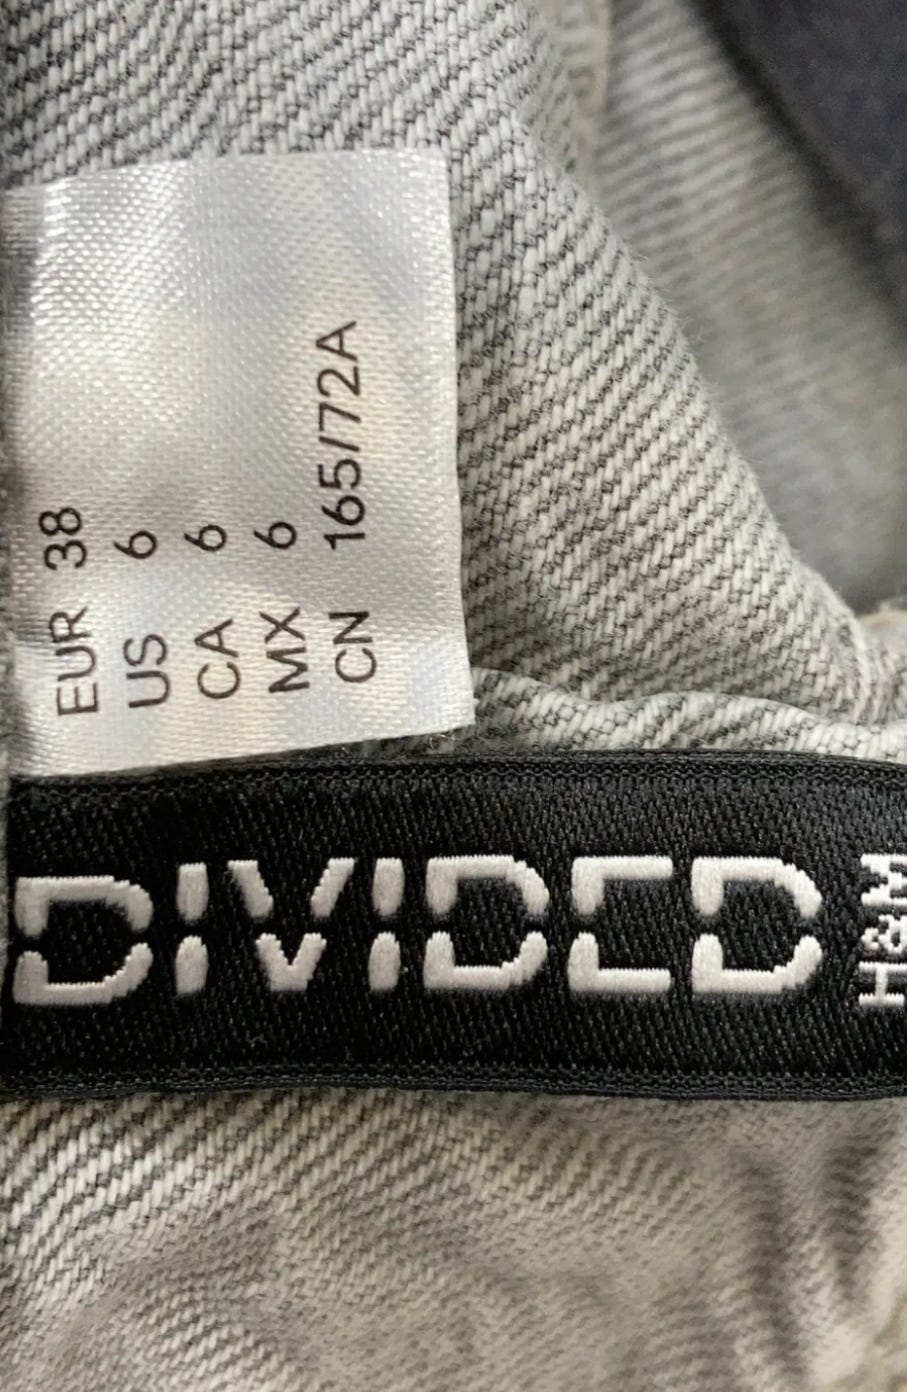 EUR 38
US 6
CA 6
MX 6
CN 165/72A
DIVIDED
H&M